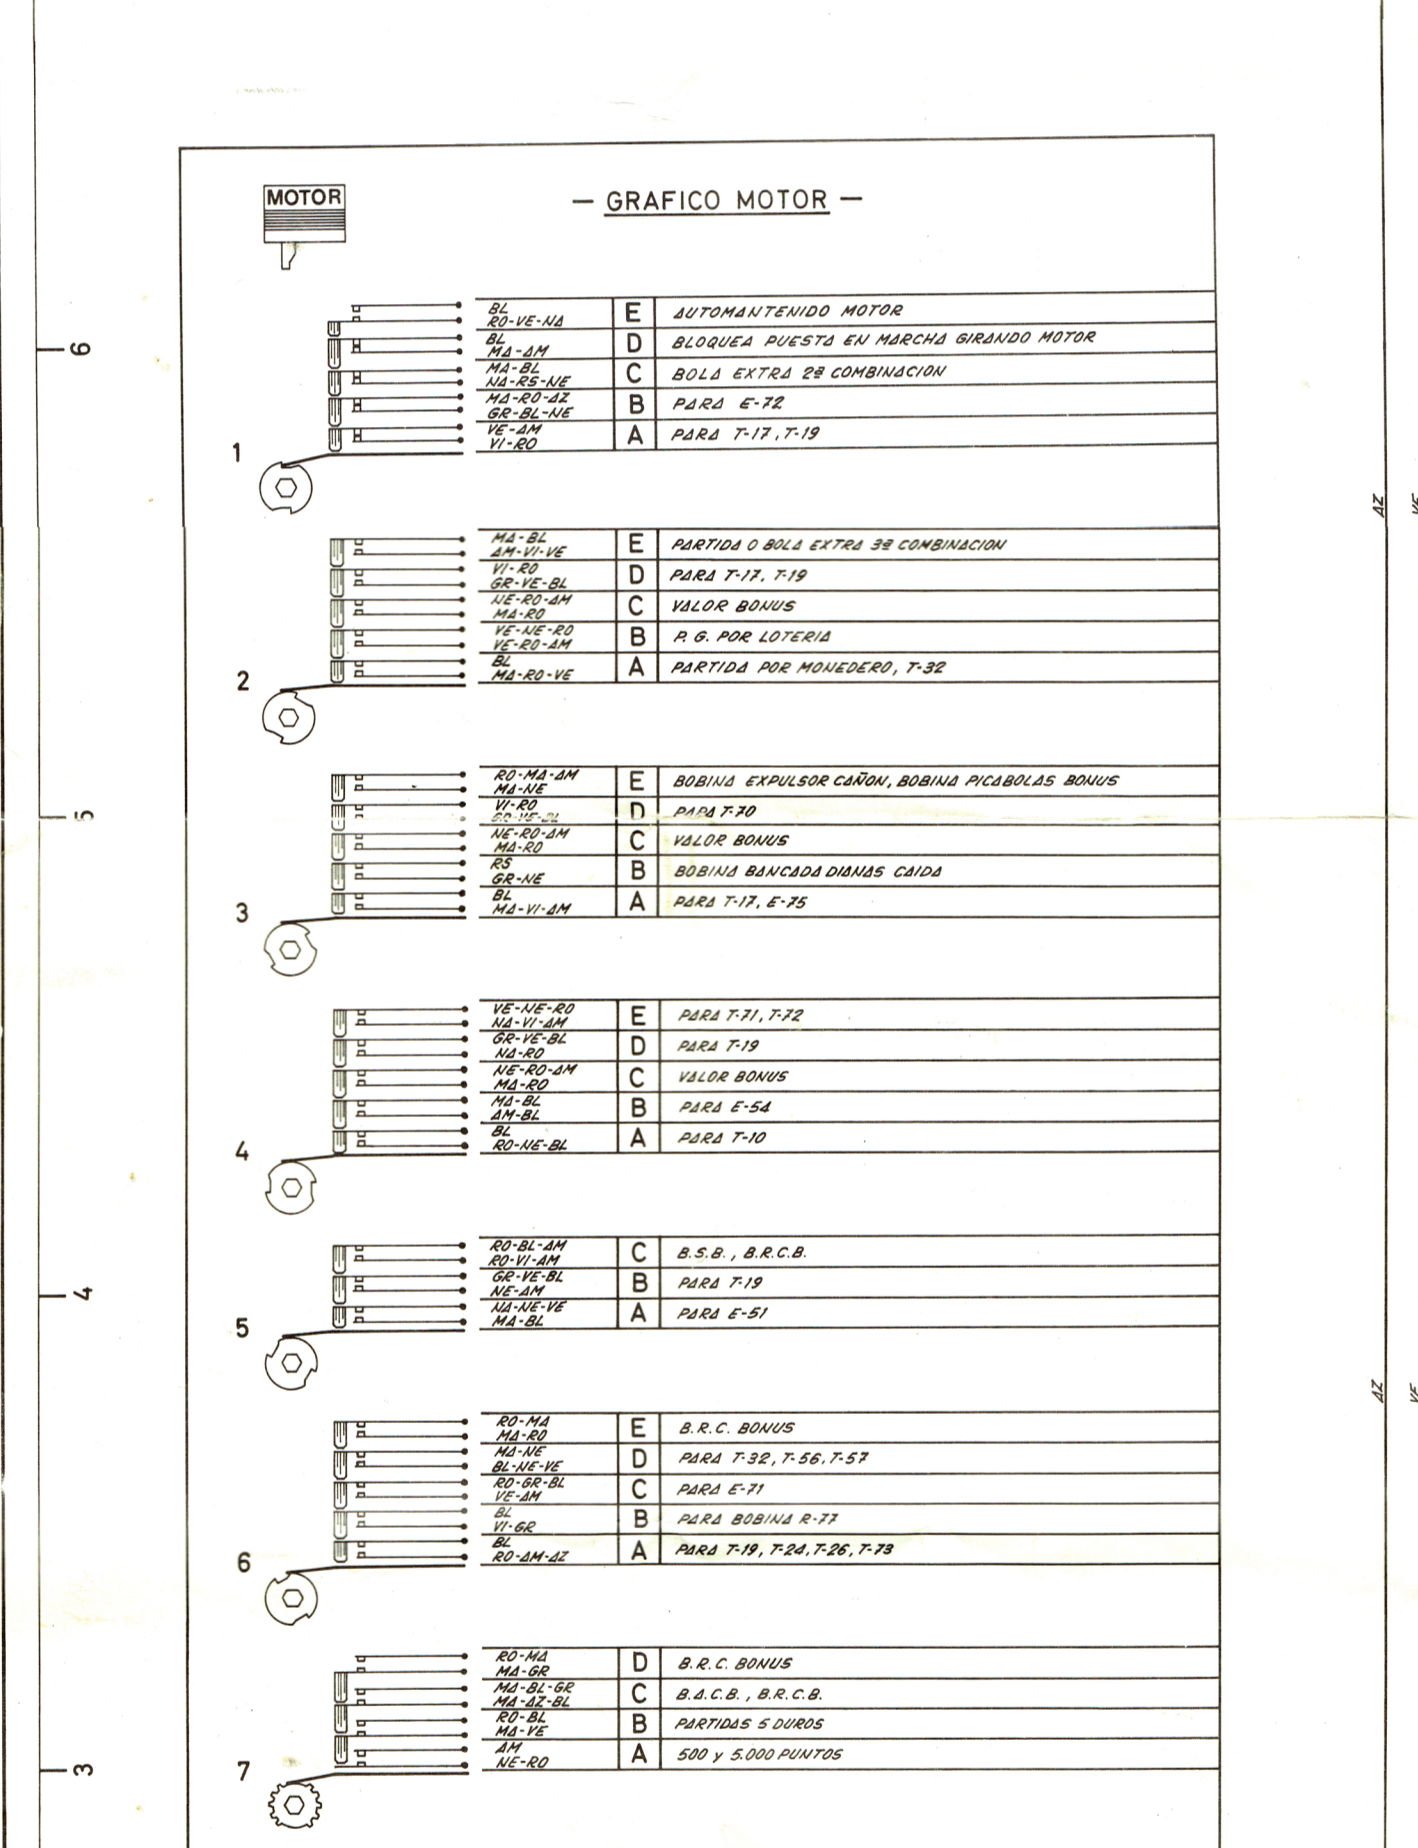 MOTOR
— GRAFICO MOTOR —
6
BL
RO-VE-NA
E
AUTOMANTENIDO MOTOR
BL
MA-AM
D
BLOQUEA PUESTA EN MARCHA GIRANDO MOTOR
MA-BL
NA-RS-NE
C
BOLA EXTRA 2ª COMBINACION
MA-RO-AZ
GR-BL-NE
B
PARA E-72
VE-AM
VI-RO
A
PARA T-17, T-19
1
MA-BL
AM-VI-VE
E
PARTIDA O BOLA EXTRA 3ª COMBINACION
VI-RO
GR-VE-BL
D
PARA T-17, T-19
NE-RO-AM
MA-RO
C
VALOR BONUS
VE-NE-RO
VE-RO-AM
B
P. G. POR LOTERIA
BL
MA-RO-VE
A
PARTIDA POR MONEDERO, T-32
2
AZ
VE
RO-MA-AM
MA-NE
E
BOBINA EXPULSOR CAÑON, BOBINA PICABOLAS BONUS
VI-RO
GR-VE-BL
D
PARA T-70
5
NE-RO-AM
MA-RO
C
VALOR BONUS
RS
GR-NE
B
BOBINA BANCADA DIANAS CAIDA
BL
MA-VI-AM
A
PARA T-17, E-75
3
VE-NE-RO
NA-VI-AM
E
PARA T-71, T-72
GR-VE-BL
NA-RO
D
PARA T-19
NE-RO-AM
MA-RO
C
VALOR BONUS
MA-BL
AM-BL
B
PARA E-54
BL
RO-NE-BL
A
PARA T-10
4
RO-BL-AM
RO-VI-AM
C
B.S.B., B.R.C.B.
GR-VE-BL
NE-AM
B
PARA T-19
4
NA-NE-VE
MA-BL
A
PARA E-51
5
AZ
VE
RO-MA
MA-RO
E
B.R.C. BONUS
MA-NE
BL-NE-VE
D
PARA T-32, T-56, T-57
RO-GR-BL
VE-AM
C
PARA E-71
BL
VI-GR
B
PARA BOBINA R-77
BL
RO-AM-AZ
A
PARA T-19, T-24, T-26, T-73
6
RO-MA
MA-GR
D
B.R.C. BONUS
MA-BL-GR
MA-AZ-BL
C
B.A.C.B., B.R.C.B.
RO-BL
MA-VE
B
PARTIDAS 5 DUROS
AM
NE-RO
A
500 y 5.000 PUNTOS
7
3